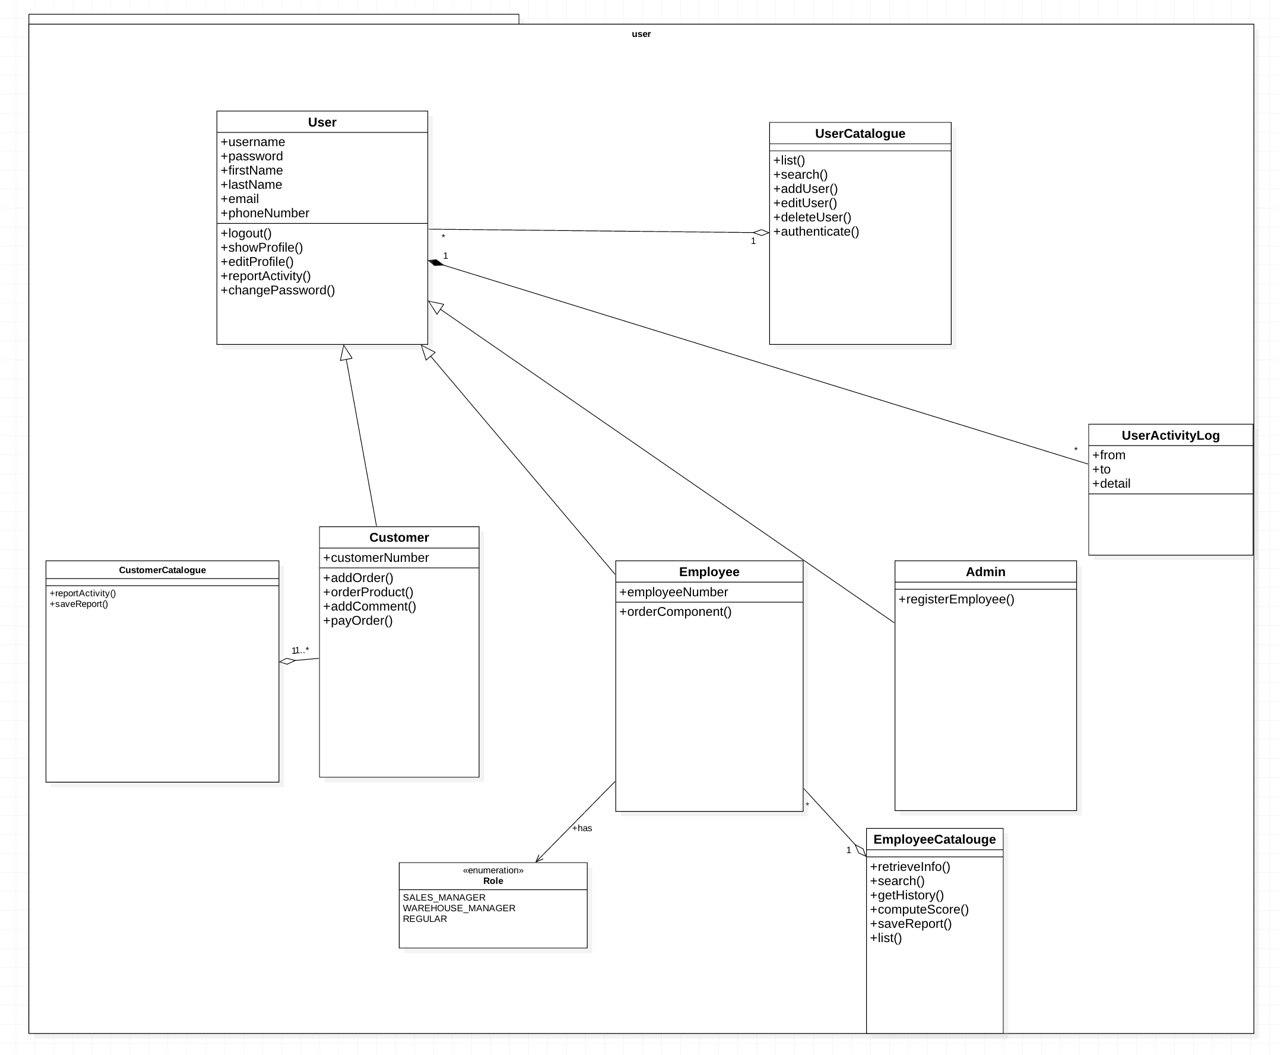 user
User
+username
+password
+firstName
+lastName
+email
+phoneNumber
+logout()
+showProfile()
+editProfile()
+reportActivity()
+changePassword()
UserCatalogue
+list()
+search()
+addUser()
+editUser()
+deleteUser()
+authenticate()
*
1
1
*
UserActivityLog
+from
+to
+detail
CustomerCatalogue
+reportActivity()
+saveReport()
1
1..*
Customer
+customerNumber
+addOrder()
+orderProduct()
+addComment()
+payOrder()
Employee
+employeeNumber
+orderComponent()
Admin
+registerEmployee()
+has
*
1
«enumeration»
Role
SALES_MANAGER
WAREHOUSE_MANAGER
REGULAR
EmployeeCatalouge
+retrieveInfo()
+search()
+getHistory()
+computeScore()
+saveReport()
+list()